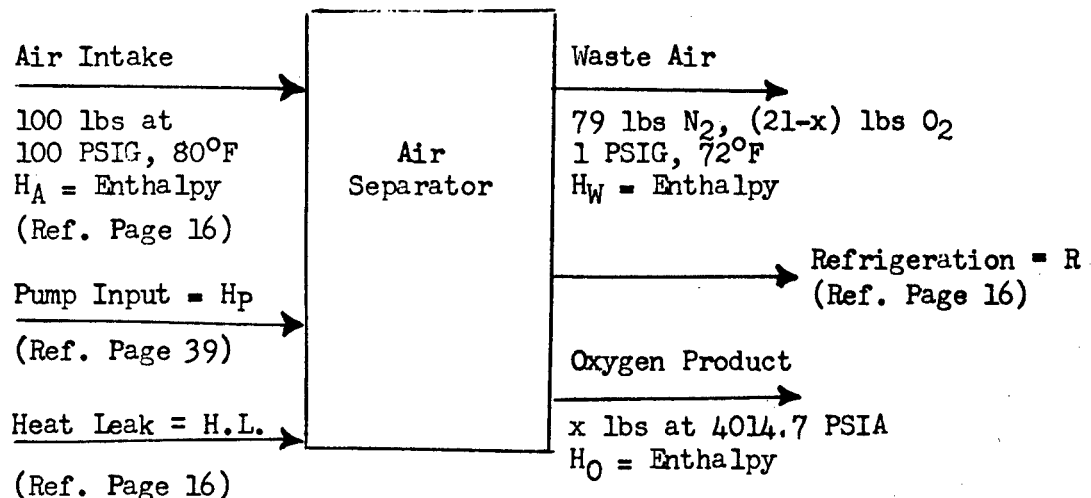 Air Intake
100 lbs at
100 PSIG, 80°F
H_A = Enthalpy
(Ref. Page 16)
Pump Input = H_P
(Ref. Page 39)
Heat Leak = H.L.
(Ref. Page 16)
Air
Separator
Waste Air
79 lbs N₂, (21-x) lbs O₂
1 PSIG, 72°F
H_W = Enthalpy
Refrigeration = R
(Ref. Page 16)
Oxygen Product
x lbs at 4014.7 PSIA
H_O = Enthalpy